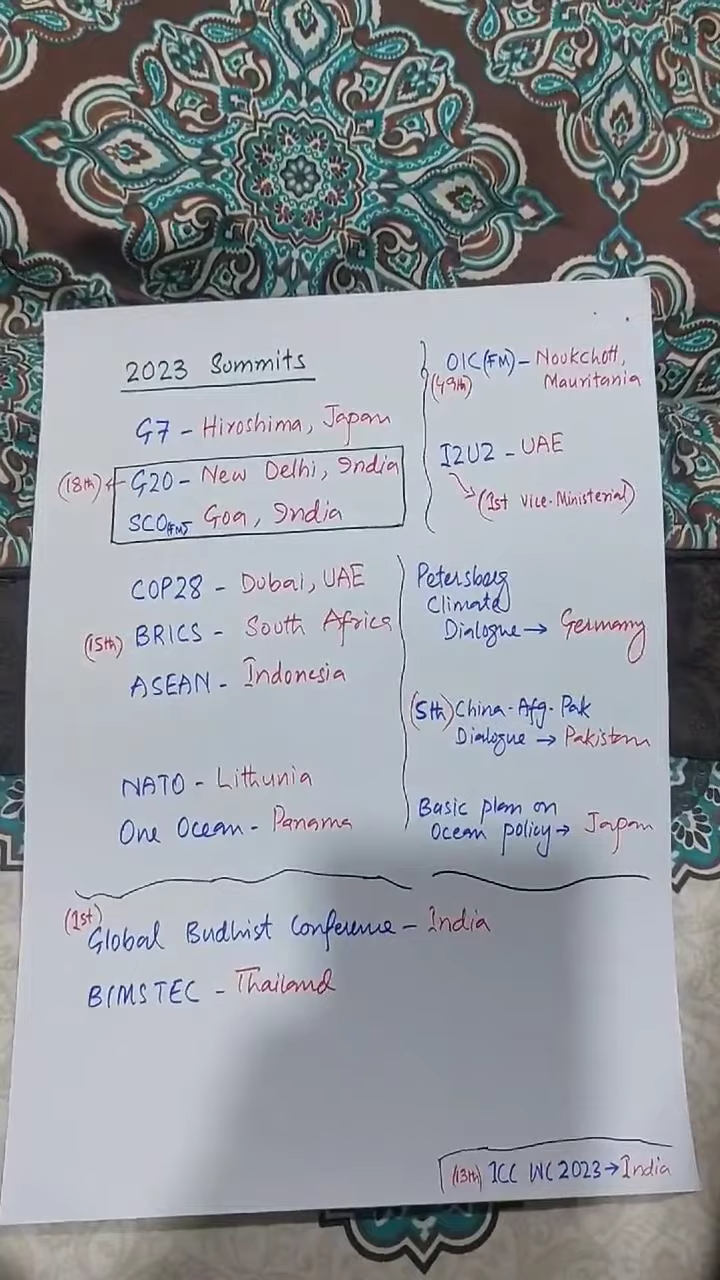 2023 Summits
G7 - Hiroshima, Japan
(18th) ← G20 - New Delhi, India
SCO(FM) - Goa, India
COP28 - Dubai, UAE
(15th) BRICS - South Africa
ASEAN - Indonesia
NATO - Lithunia
One Ocean - Panama
OIC(FM) - Noukchott,
(49th) Mauritania
I2U2 - UAE
→ (1st Vice-Ministerial)
Petersberg
Climate
Dialogue → Germany
(5th) China-Afg-Pak
Dialogue → Pakistan
Basic plan on
Ocean policy → Japan
(1st) Global Budhist Conference - India
BIMSTEC - Thailand
(13th) ICC WC 2023 → India